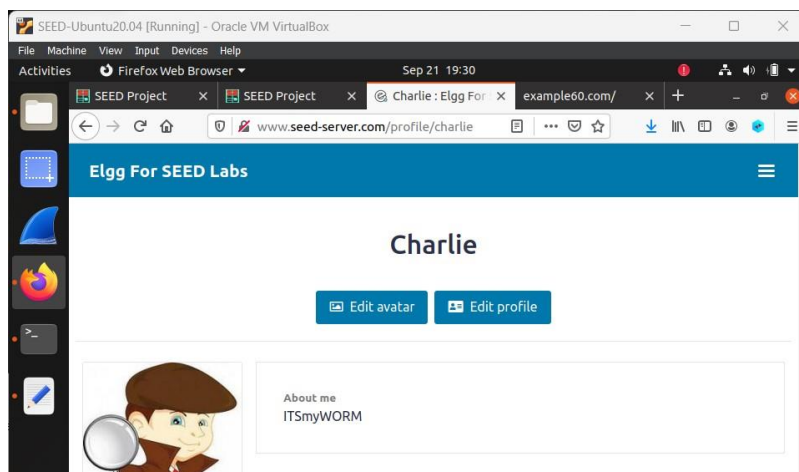 SEED-Ubuntu20.04 [Running] - Oracle VM VirtualBox
File Machine View Input Devices Help
Activities Firefox Web Browser Sep 21 19:30
SEED Project SEED Project Charlie : Elgg For example60.com/
www.seed-server.com/profile/charlie
Elgg For SEED Labs
Charlie
Edit avatar Edit profile
About me
ITSmyWORM